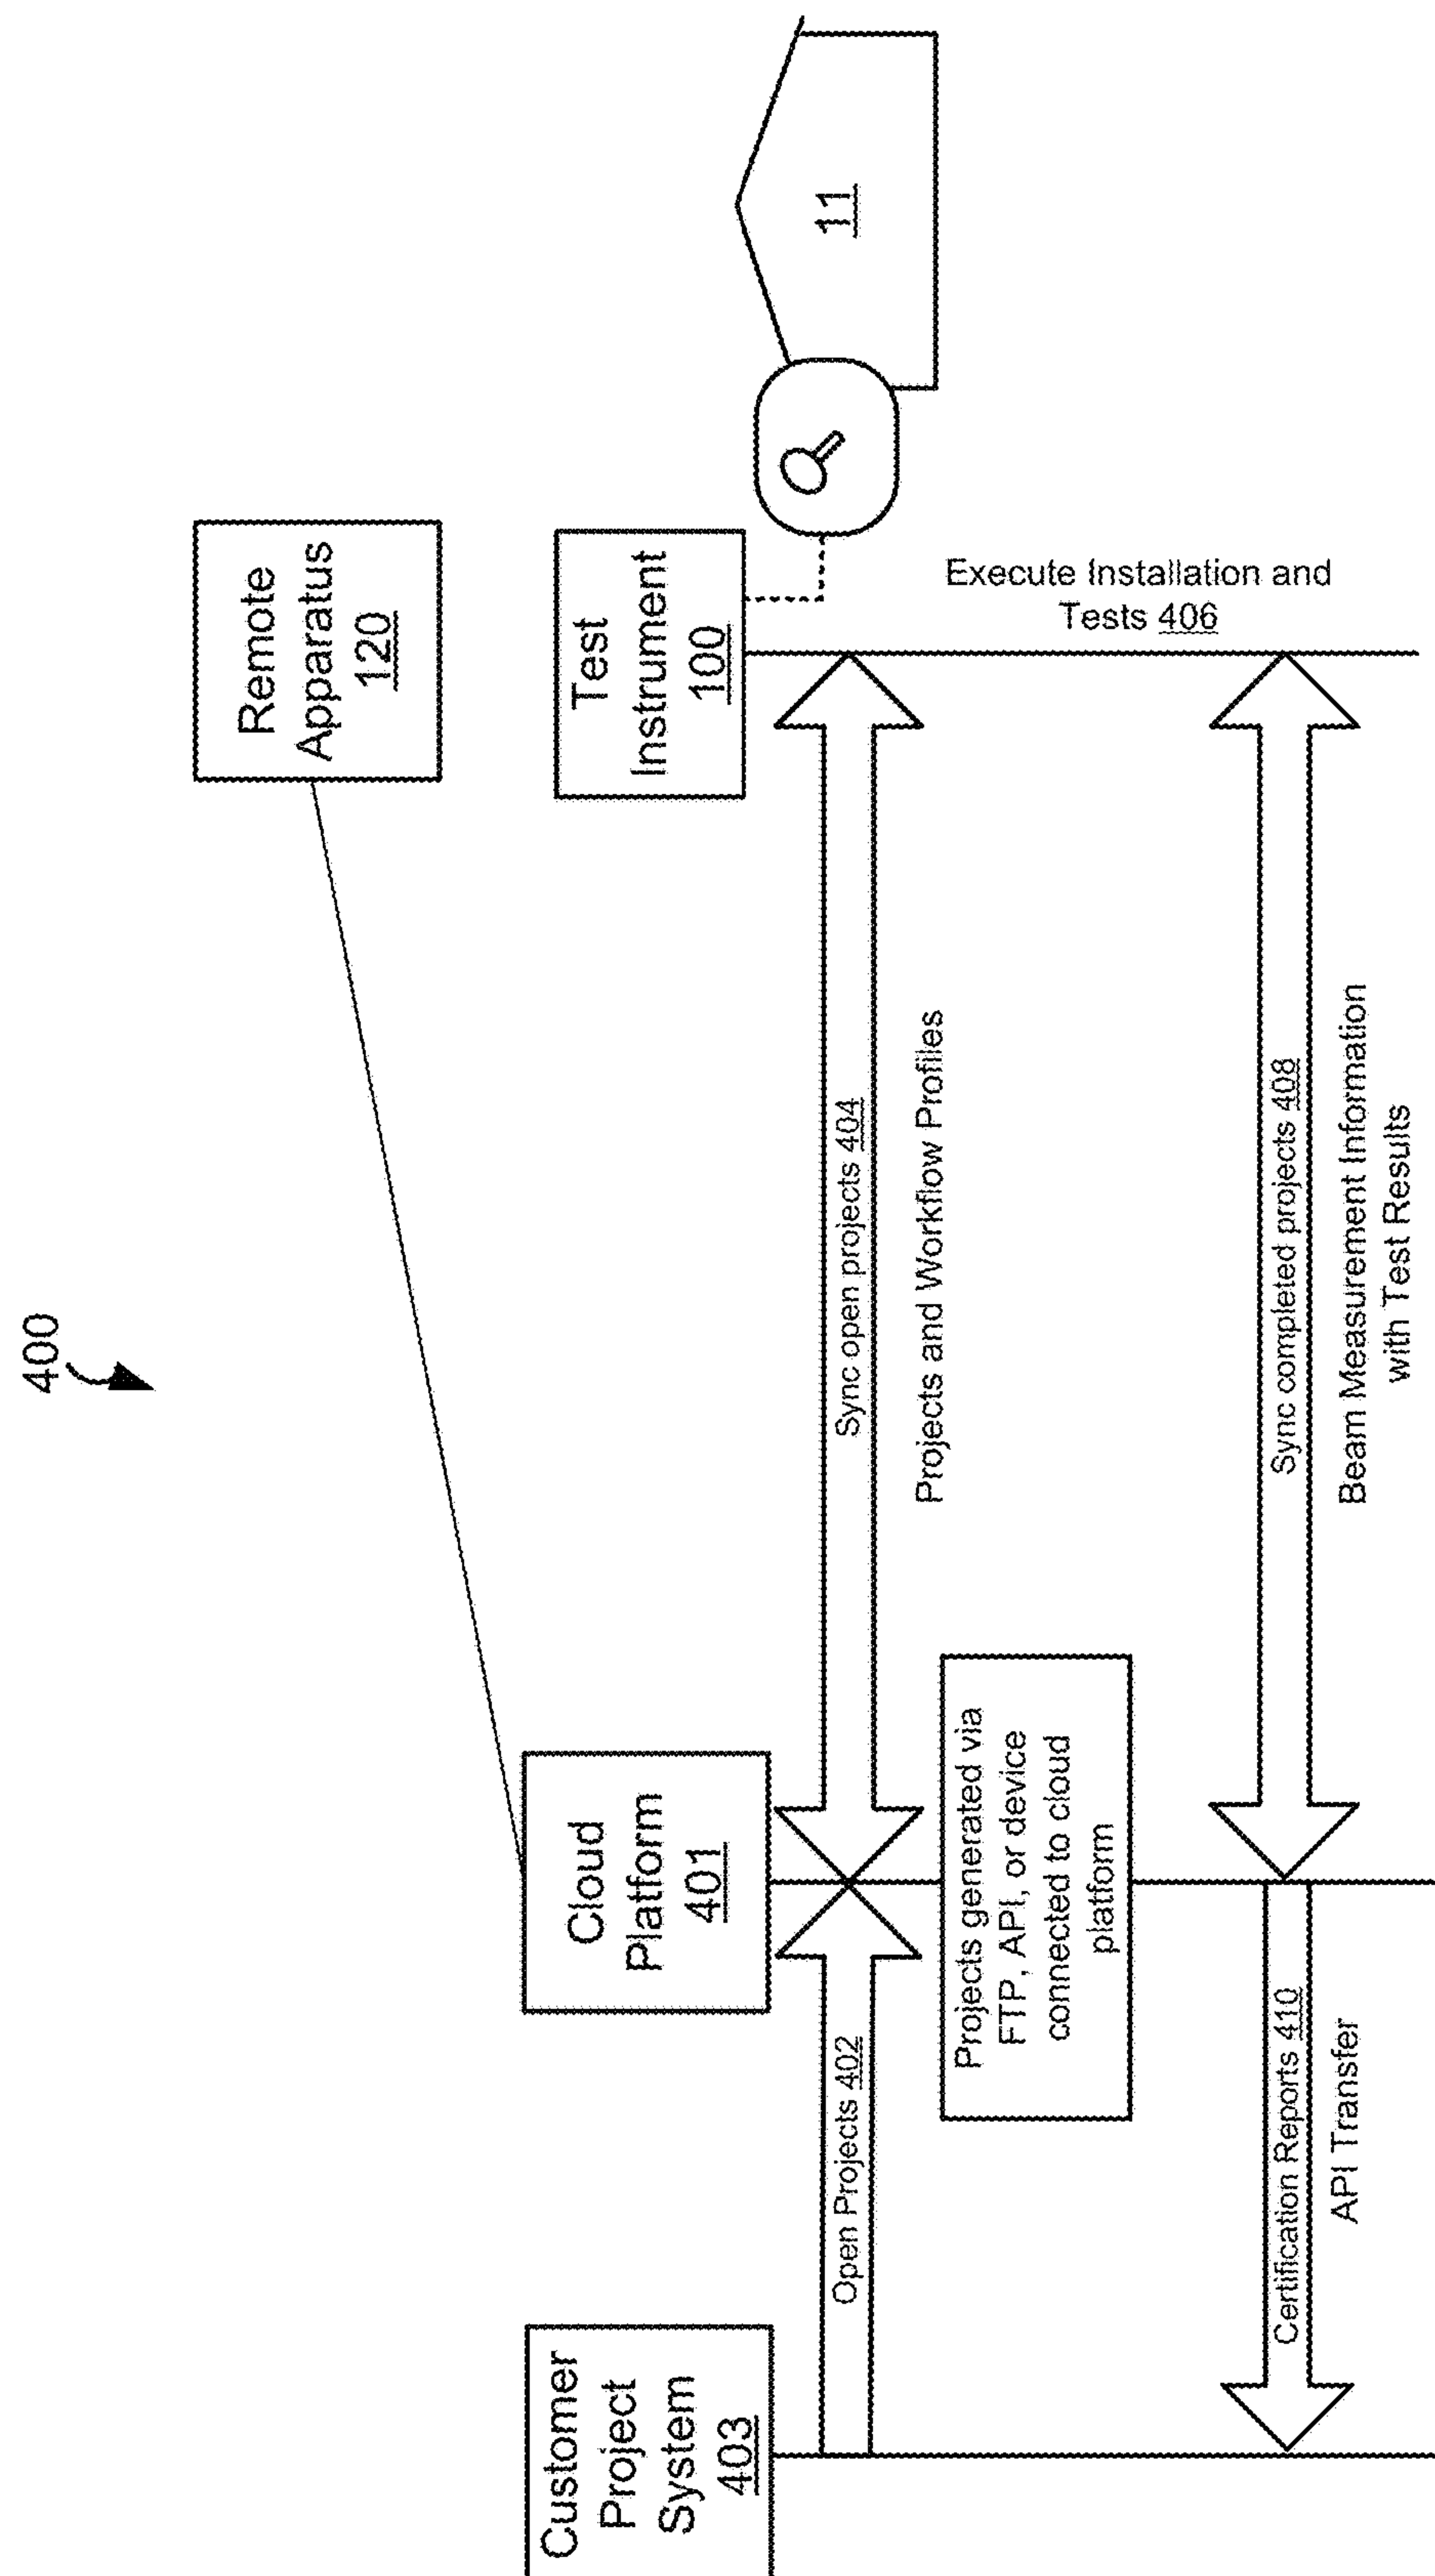 400
Remote
Apparatus
120
Customer
Project
System
403
Cloud
Platform
401
Test
Instrument
100
11
Open Projects 402
Sync open projects 404
Projects and Workflow Profiles
Projects generated via
FTP, API, or device
connected to cloud
platform
Execute Installation and
Tests 406
Certification Reports 410
API Transfer
Sync completed projects 408
Beam Measurement Information
with Test Results